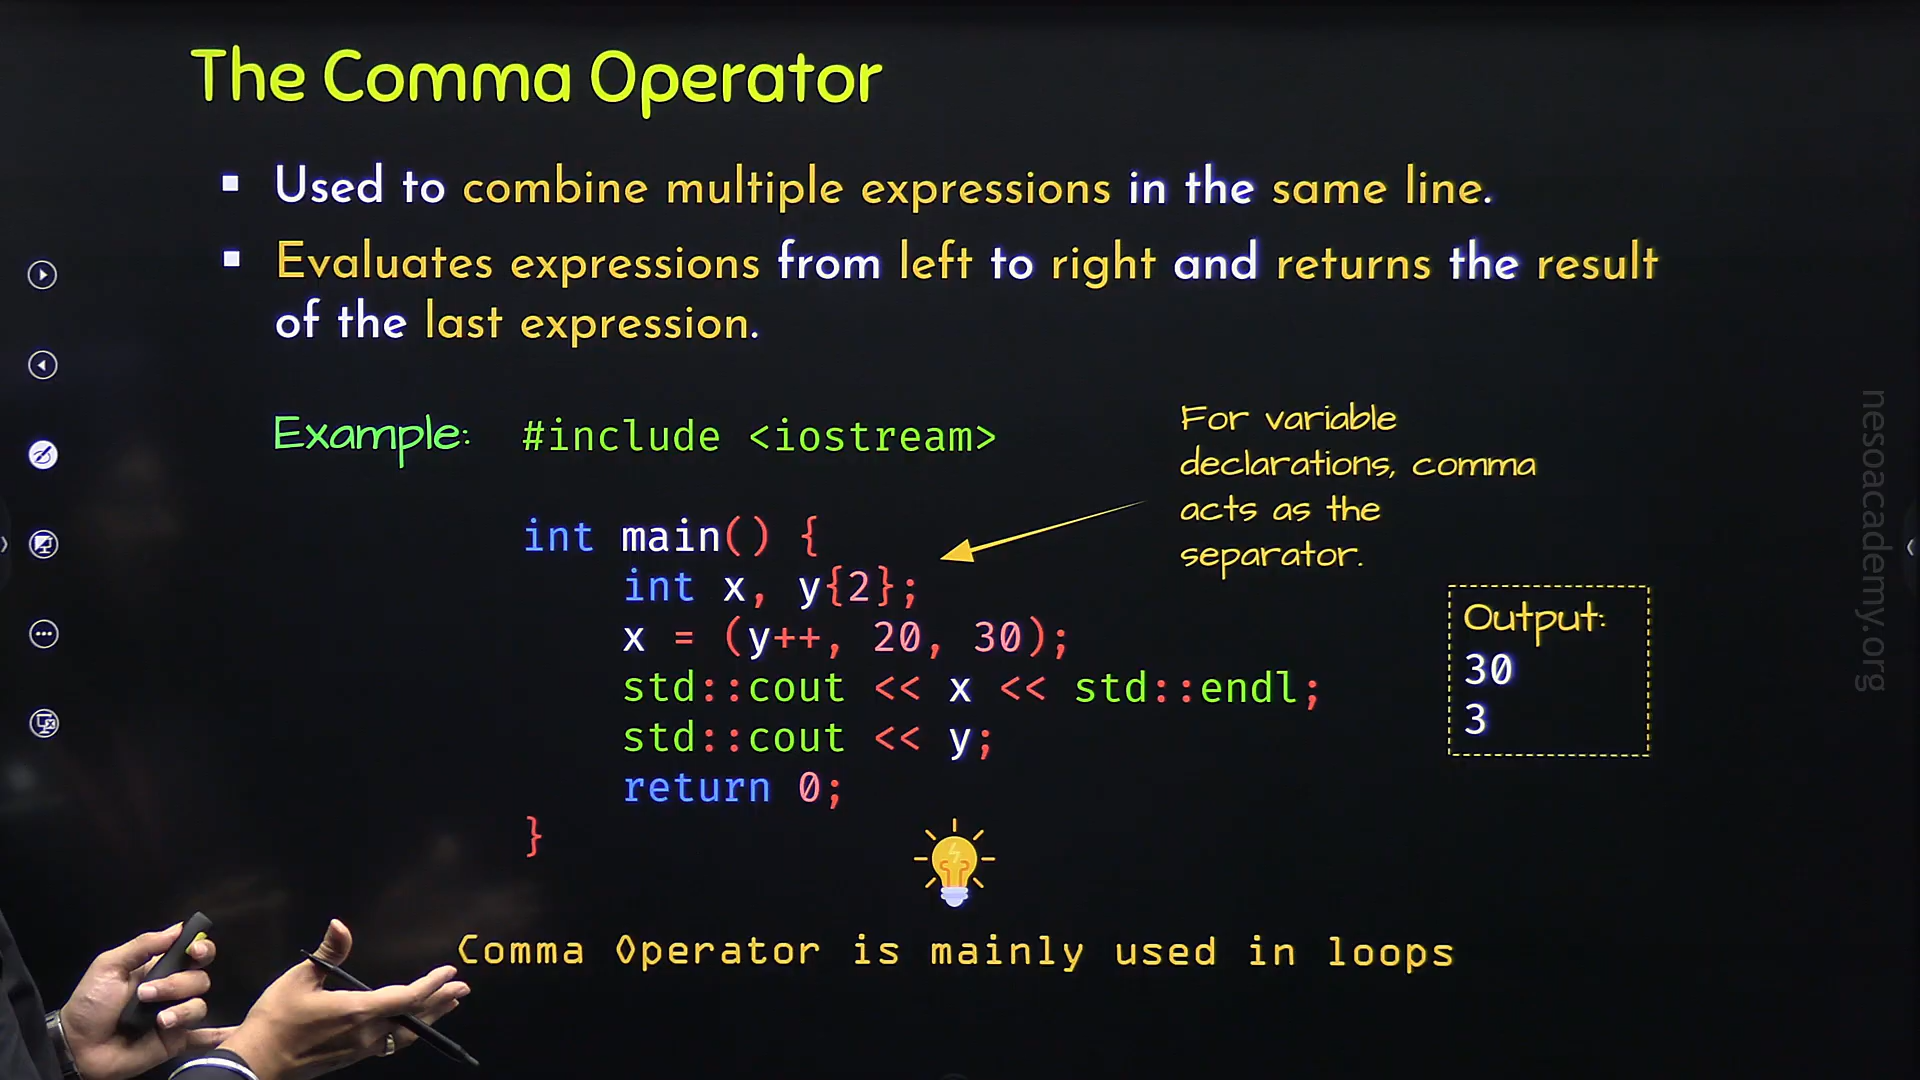 The Comma Operator
▪ Used to combine multiple expressions in the same line.
▪ Evaluates expressions from left to right and returns the result
of the last expression.
Example:
#include <iostream>
int main() {
int x, y{2};
x = (y++, 20, 30);
std::cout << x << std::endl;
std::cout << y;
return 0;
}
For variable
declarations, comma
acts as the
separator.
Output:
30
3
Comma Operator is mainly used in loops
nesoacademy.org